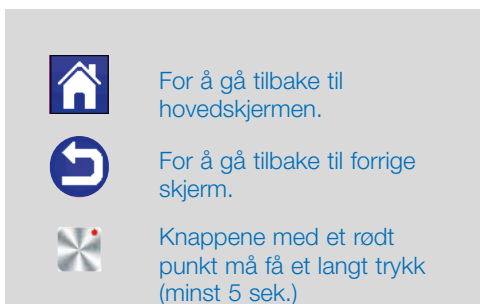 For å gå tilbake til
hovedskjermen.
For å gå tilbake til forrige
skjerm.
Knappene med et rødt
punkt må få et langt trykk
(minst 5 sek.)